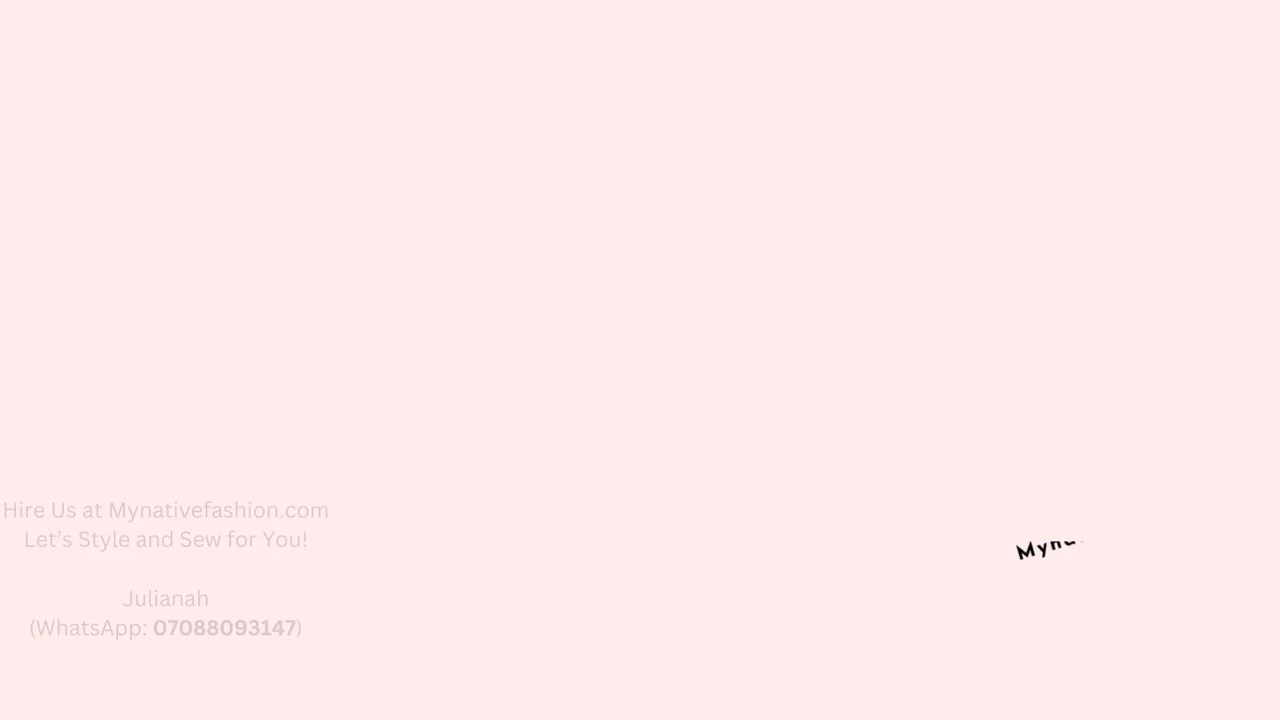 Hire Us at Mynativefashion.com
Let's Style and Sew for You!
Julianah
(WhatsApp: 07088093147)